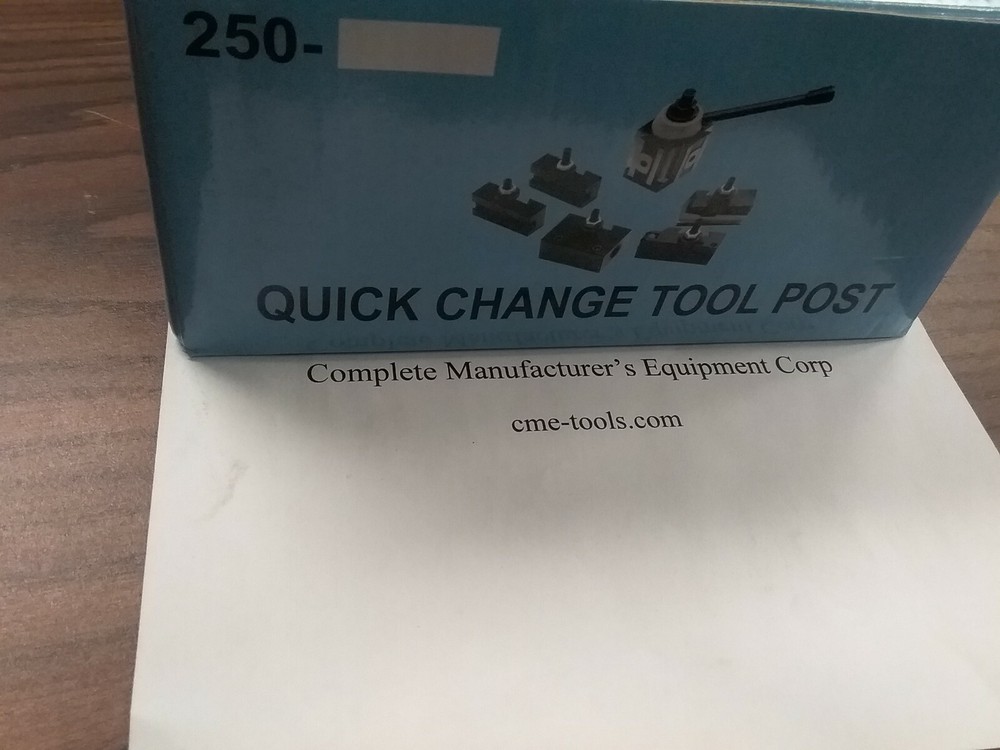 250-
QUICK CHANGE TOOL POST
Complete Manufacturer's Equipment Corp
cme-tools.com